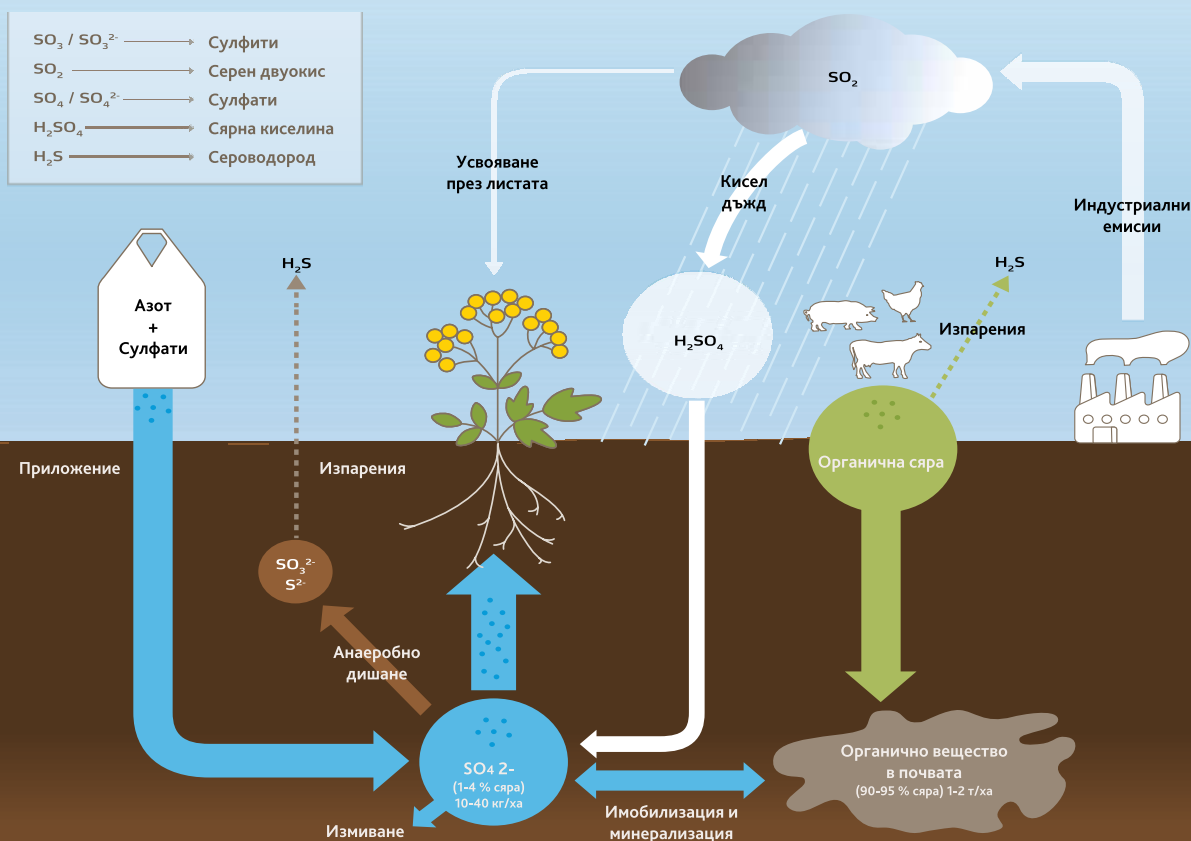 SO₃ / SO₃²⁻ Сулфити
SO₂ Серен двуокис
SO₄ / SO₄²⁻ Сулфати
H₂SO₄ Сярна киселина
H₂S Сероводород
SO₂
Усвояване
през листата
Кисел
дъжд
Индустриални
емисии
H₂S
H₂S
Азот
+
Сулфати
H₂SO₄
Изпарения
Приложение
Изпарения
Органична сяра
SO₃²⁻
S²⁻
Анаеробно
дишане
SO4 2-
(1-4 % сяра)
10-40 кг/ха
Органично вещество
в почвата
(90-95 % сяра) 1-2 т/ха
Измиване
Имобилизация и
минерализация